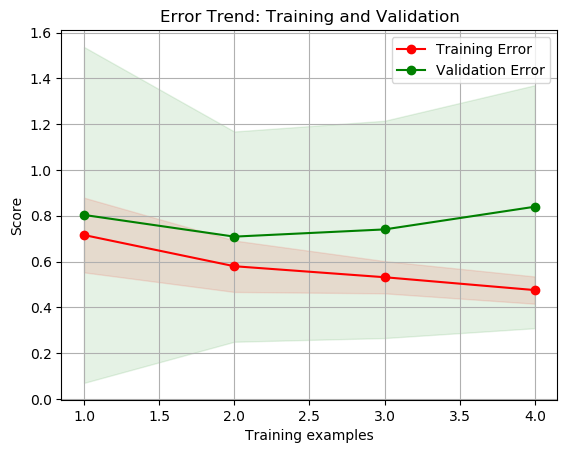 Error Trend: Training and Validation
1.6
1.4
1.2
1.0
0.8
0.6
0.4
0.2
0.0
Score
Training Error
Validation Error
1.0 1.5 2.0 2.5 3.0 3.5 4.0
Training examples